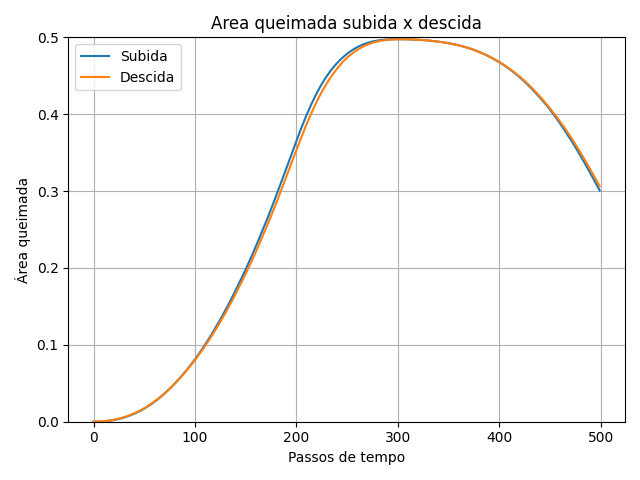 Area queimada subida x descida
Subida
Descida
Área queimada
0.5
0.4
0.3
0.2
0.1
0.0
0 100 200 300 400 500
Passos de tempo